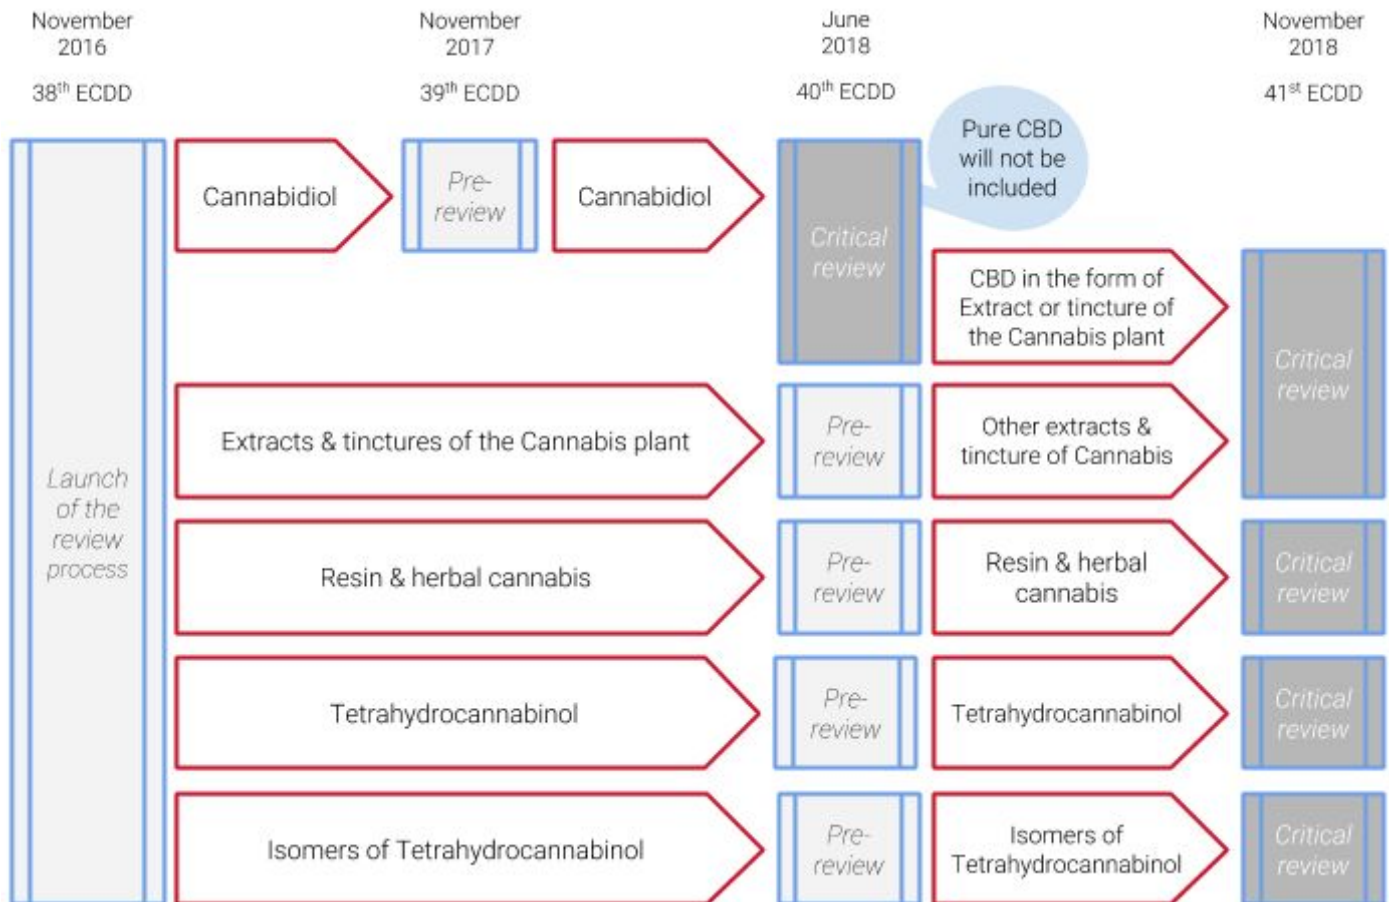 November
2016
38th ECDD
November
2017
39th ECDD
June
2018
40th ECDD
November
2018
41st ECDD
Launch
of the
review
process
Cannabidiol
Pre-
review
Cannabidiol
Critical
review
Pure CBD
will not be
included
CBD in the form of
Extract or tincture of
the Cannabis plant
Critical
review
Extracts & tinctures of the Cannabis plant
Pre-
review
Other extracts &
tincture of Cannabis
Resin & herbal cannabis
Pre-
review
Resin & herbal
cannabis
Critical
review
Tetrahydrocannabinol
Pre-
review
Tetrahydrocannabinol
Critical
review
Isomers of Tetrahydrocannabinol
Pre-
review
Isomers of
Tetrahydrocannabinol
Critical
review